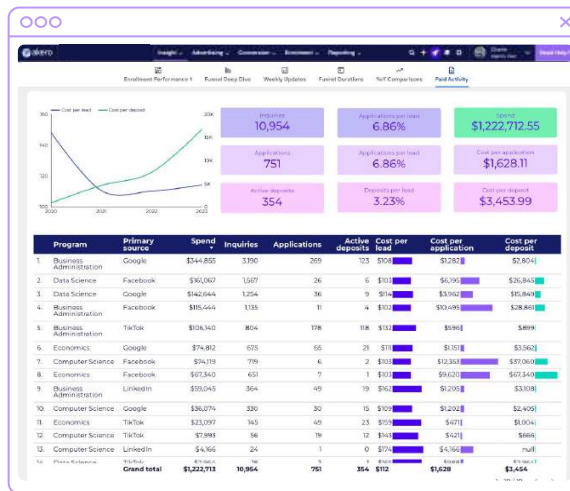 akero
Insight Advertising Conversion Enrollment Reporting
Enrollment Performance Funnel Deep Dive Weekly Updates Funnel Durations YoY Comparisons Paid Activity
Cost per lead Cost per deposit
160
140
120
100
20K
15K
10K
5K
0
2020 2021 2022 2023
Inquiries
10,954
Applications per lead
6.86%
Spend
$1,222,712.55
Applications
751
Applications per lead
6.86%
Cost per application
$1,628.11
Active deposits
354
Deposits per lead
3.23%
Cost per deposit
$3,453.99
Program Primary source Spend Inquiries Applications Active deposits Cost per lead Cost per application Cost per deposit
1. Business Administration Google $344,855 3,190 269 123 $108 $1,282 $2,804
2. Data Science Facebook $161,067 1,567 26 6 $103 $6,195 $26,845
3. Data Science Google $142,644 1,254 36 9 $114 $3,962 $15,849
4. Business Administration Facebook $115,444 1,135 11 4 $102 $10,495 $28,861
5. Business Administration TikTok $106,140 804 178 118 $132 $596 $899
6. Economics Google $74,812 675 65 21 $111 $1,151 $3,562
7. Computer Science Facebook $74,119 719 6 2 $103 $12,353 $37,060
8. Economics Facebook $67,340 651 7 1 $103 $9,620 $67,340
9. Business Administration LinkedIn $59,045 364 49 19 $162 $1,205 $3,108
10. Computer Science Google $36,074 330 30 15 $109 $1,202 $2,405
11. Economics TikTok $23,097 145 49 23 $159 $471 $1,004
12. Computer Science TikTok $7,993 56 19 12 $143 $421 $666
13. Computer Science LinkedIn $4,166 24 1 0 $174 $4,166 null
Grand total $1,222,713 10,954 751 354 $112 $1,628 $3,454